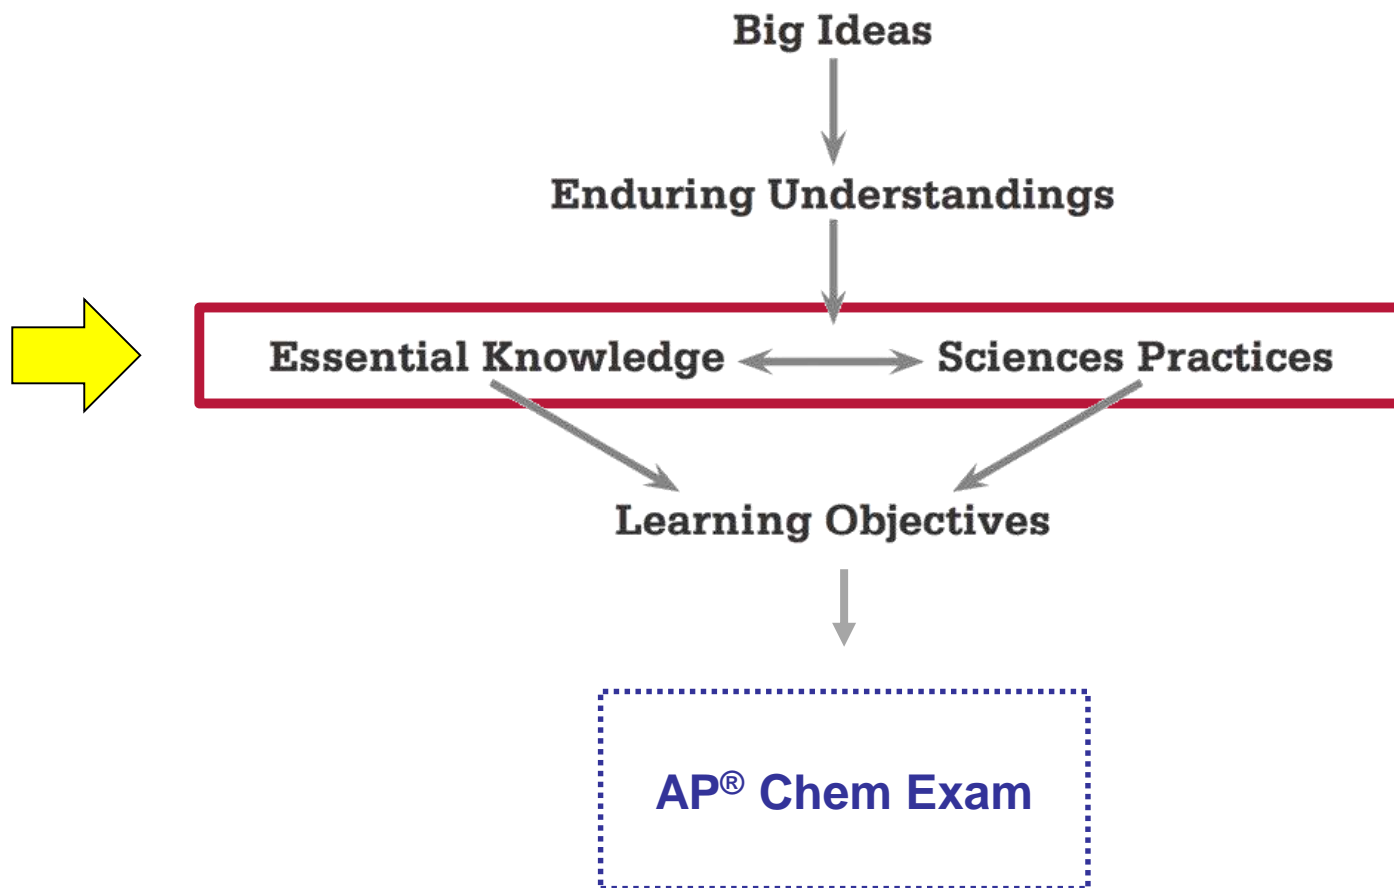 Big Ideas
Enduring Understandings
Essential Knowledge Sciences Practices
Learning Objectives
AP® Chem Exam